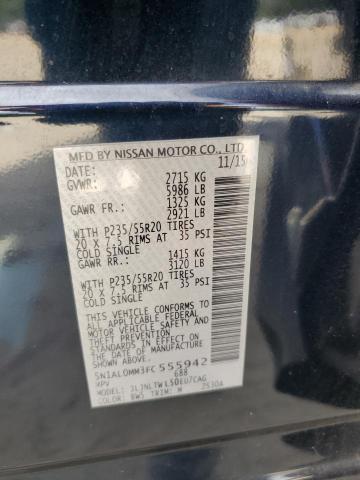 MFD BY NISSAN MOTOR CO., LTD
DATE: 11/15
GVWR: 2715 KG
5986 LB
GAWR FR.: 1325 KG
2921 LB
WITH P235/55R20 TIRES
20 X 7.5 RIMS AT 35 PSI
COLD SINGLE
GAWR RR.: 1415 KG
3120 LB
WITH P235/55R20 TIRES
20 X 7.5 RIMS AT 35 PSI
COLD SINGLE
THIS VEHICLE CONFORMS TO
ALL APPLICABLE FEDERAL
MOTOR VEHICLE SAFETY AND
THEFT PREVENTION
STANDARDS IN EFFECT ON
THE DATE OF MANUFACTURE
SHOWN ABOVE.
5N1AL0MM3FC555942
688
MPV
COLOR: BW5 TRIM: M 2530A